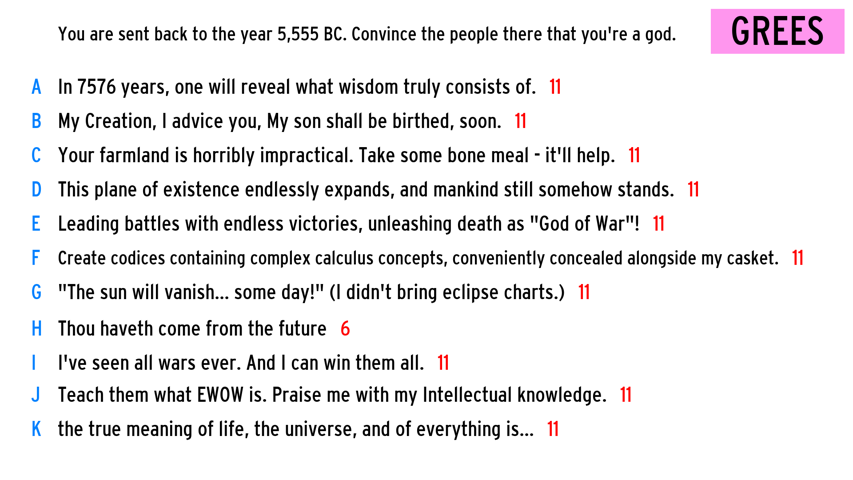 You are sent back to the year 5,555 BC. Convince the people there that you're a god.
GREES
A In 7576 years, one will reveal what wisdom truly consists of. 11
B My Creation, I advice you, My son shall be birthed, soon. 11
C Your farmland is horribly impractical. Take some bone meal - it'll help. 11
D This plane of existence endlessly expands, and mankind still somehow stands. 11
E Leading battles with endless victories, unleashing death as "God of War"! 11
F Create codices containing complex calculus concepts, conveniently concealed alongside my casket. 11
G "The sun will vanish... some day!" (I didn't bring eclipse charts.) 11
H Thou haveth come from the future 6
I I've seen all wars ever. And I can win them all. 11
J Teach them what EWOW is. Praise me with my Intellectual knowledge. 11
K the true meaning of life, the universe, and of everything is... 11